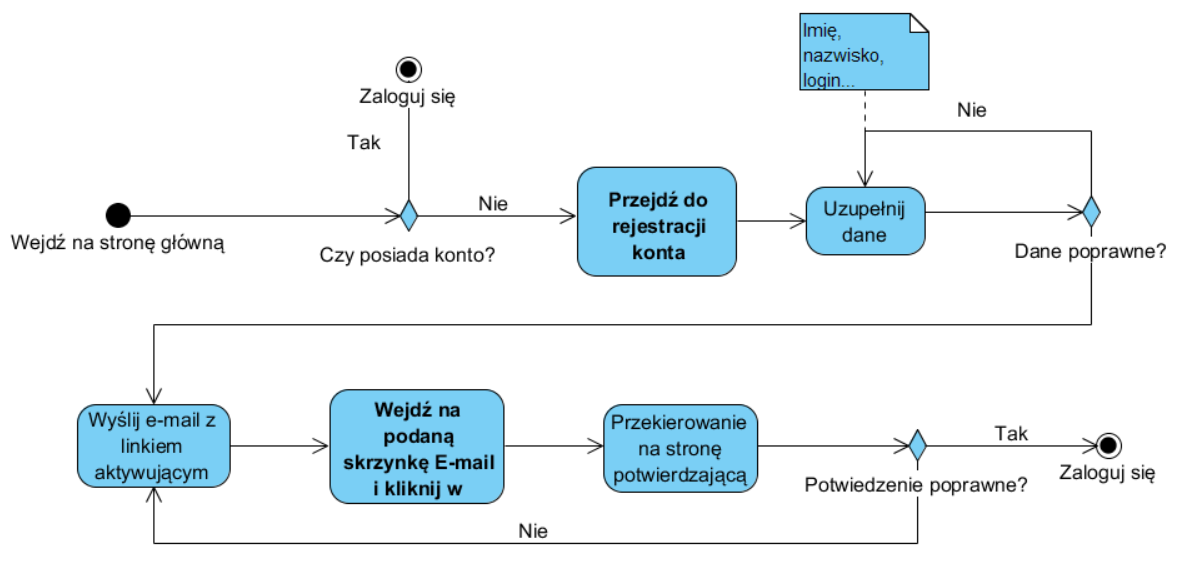 Imię,
nazwisko,
login...
Zaloguj się
Tak
Nie
Nie
Przejdź do
rejestracji
konta
Uzupełnij
dane
Wejdź na stronę główną
Czy posiada konto?
Dane poprawne?
Wyślij e-mail z
linkiem
aktywującym
Wejdź na
podaną
skrzynkę E-mail
i kliknij w
Przekierowanie
na stronę
potwierdzającą
Tak
Zaloguj się
Potwiedzenie poprawne?
Nie